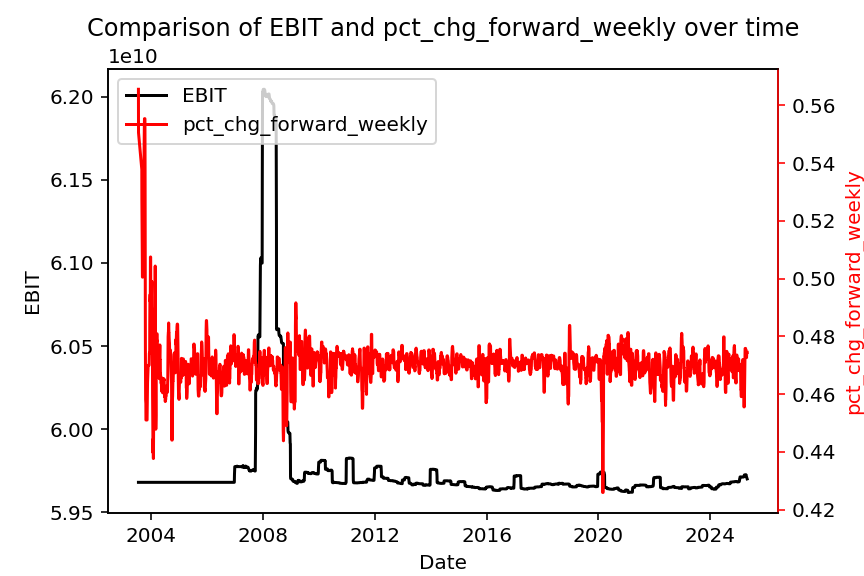 Comparison of EBIT and pct_chg_forward_weekly over time
1e10
EBIT
pct_chg_forward_weekly
6.20
6.15
6.10
6.05
6.00
5.95
EBIT
0.56
0.54
0.52
0.50
0.48
0.46
0.44
0.42
pct_chg_forward_weekly
2004 2008 2012 2016 2020 2024
Date